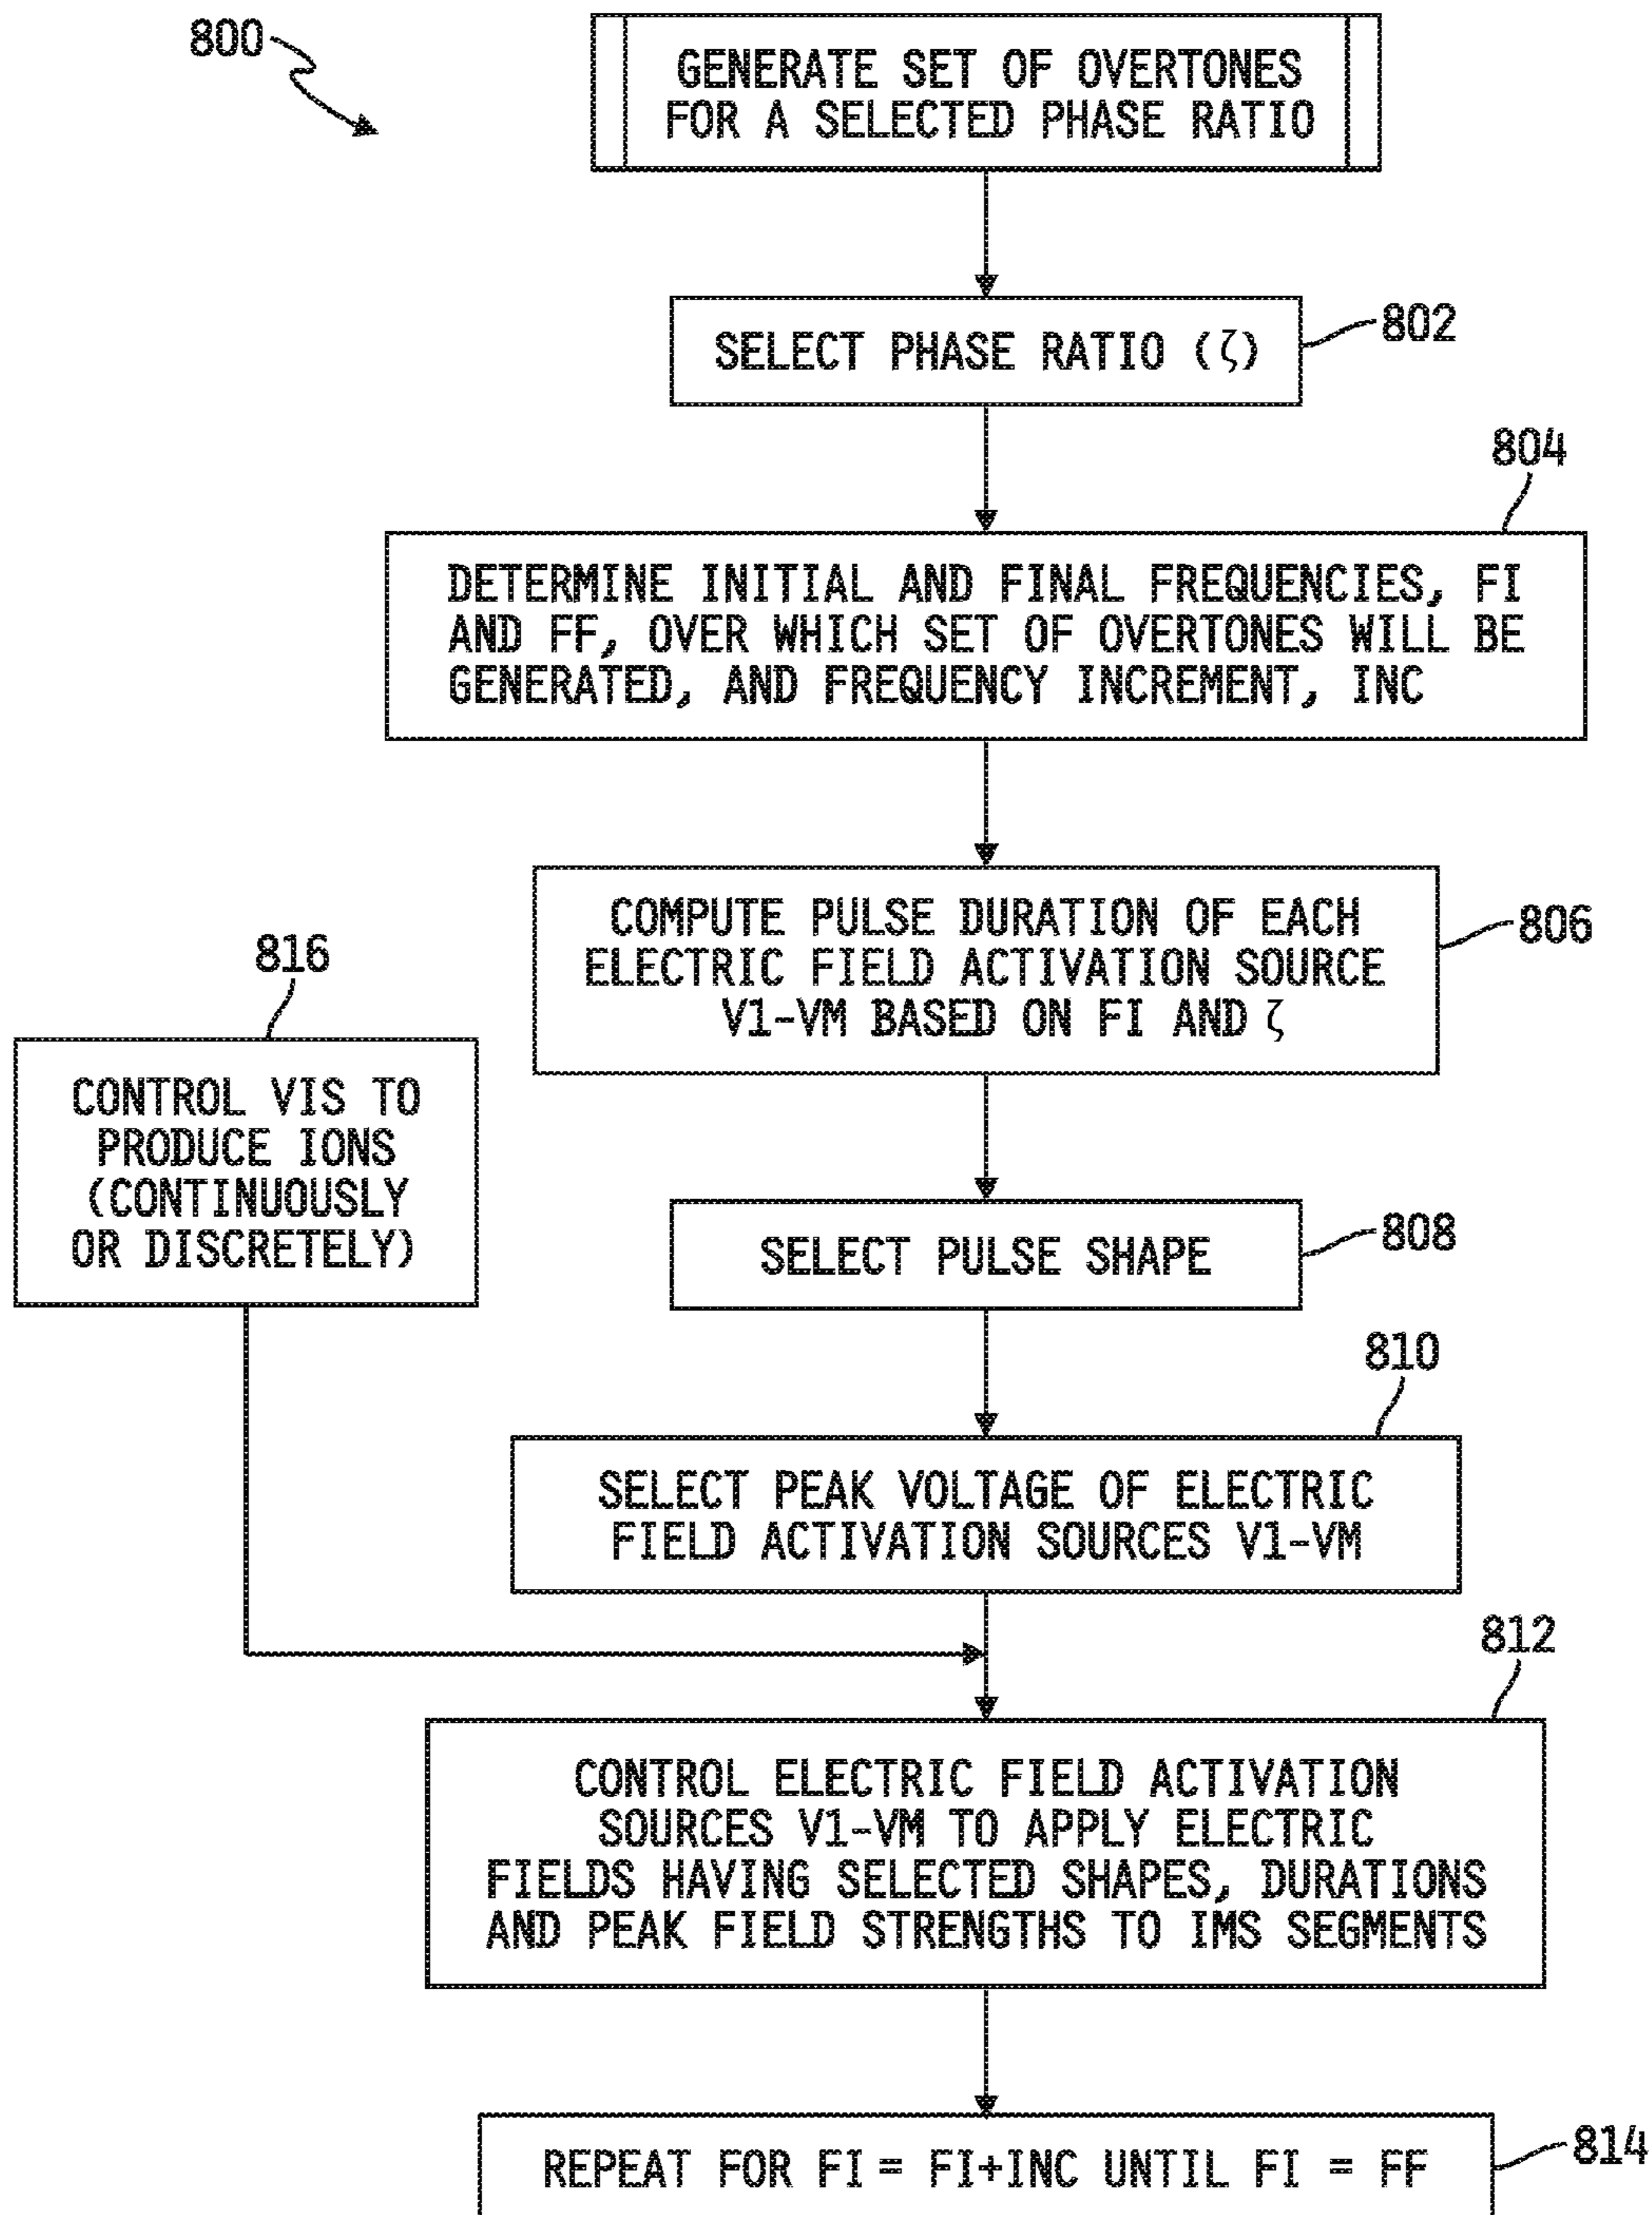 800
GENERATE SET OF OVERTONES
FOR A SELECTED PHASE RATIO
SELECT PHASE RATIO (ζ)
802
804
DETERMINE INITIAL AND FINAL FREQUENCIES, FI
AND FF, OVER WHICH SET OF OVERTONES WILL BE
GENERATED, AND FREQUENCY INCREMENT, INC
COMPUTE PULSE DURATION OF EACH
ELECTRIC FIELD ACTIVATION SOURCE
V1-VM BASED ON FI AND ζ
806
816
CONTROL VIS TO
PRODUCE IONS
(CONTINUOUSLY
OR DISCRETELY)
SELECT PULSE SHAPE
808
810
SELECT PEAK VOLTAGE OF ELECTRIC
FIELD ACTIVATION SOURCES V1-VM
812
CONTROL ELECTRIC FIELD ACTIVATION
SOURCES V1-VM TO APPLY ELECTRIC
FIELDS HAVING SELECTED SHAPES, DURATIONS
AND PEAK FIELD STRENGTHS TO IMS SEGMENTS
REPEAT FOR FI = FI+INC UNTIL FI = FF
814